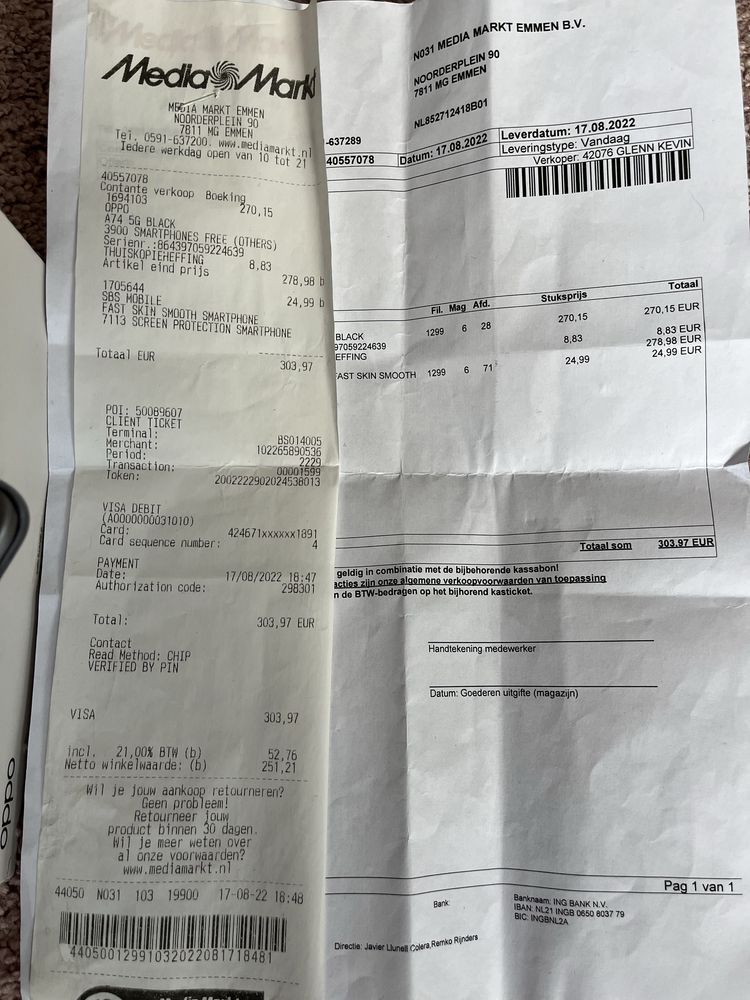 Media Markt
MEDIA MARKT EMMEN
NOORDERPLEIN 90
7811 MG EMMEN
Tel. 0591-637200. www.mediamarkt.nl
Iedere werkdag open van 10 tot 21
40557078
Contante verkoop Boeking
1694103 270,15
OPPO
A74 5G BLACK
3900 SMARTPHONES FREE (OTHERS)
Serienr.:864397059224639
THUISKOPIEHEFFING 8,83
Artikel eind prijs 278,98 b
1705644
SBS MOBILE 24,99 b
FAST SKIN SMOOTH SMARTPHONE
7113 SCREEN PROTECTION SMARTPHONE
Totaal EUR 303,97
POI: 50089607
CLIENT TICKET
Terminal: BS014005
Merchant: 102265890536
Period: 2229
Transaction: 00001599
Token: 2002222902024538013
VISA DEBIT
(A0000000031010)
Card: 424671xxxxxx1891
Card sequence number: 4
PAYMENT
Date: 17/08/2022 18:47
Authorization code: 298301
Total: 303,97 EUR
Contact
Read Method: CHIP
VERIFIED BY PIN
VISA 303,97
incl. 21,00% BTW (b) 52,76
Netto winkelwaarde: (b) 251,21
Wil je jouw aankoop retourneren?
Geen probleem!
Retourneer jouw
product binnen 30 dagen.
Wil je meer weten over
al onze voorwaarden?
www.mediamarkt.nl
44050 N031 103 19900 17-08-22 18:48
4405001299103202208171848​1
N031 MEDIA MARKT EMMEN B.V.
NOORDERPLEIN 90
7811 MG EMMEN
NL852712418B01
-637289
40557078 Datum: 17.08.2022
Leverdatum: 17.08.2022
Leveringstype: Vandaag
Verkoper: 42076 GLENN KEVIN
Fil. Mag Afd. Stuksprijs Totaal
BLACK 1299 6 28 270,15 270,15 EUR
97059224639
EFFING 8,83 8,83 EUR
278,98 EUR
FAST SKIN SMOOTH 1299 6 71 24,99 24,99 EUR
Totaal som 303,97 EUR
geldig in combinatie met de bijbehorende kassabon!
acties zijn onze algemene verkoopvoorwaarden van toepassing
n de BTW-bedragen op het bijhorend kasticket.
Handtekening medewerker
Datum: Goederen uitgifte (magazijn)
Pag 1 van 1
Bank:
Banknaam: ING BANK N.V.
IBAN: NL21 INGB 0650 8037 79
BIC: INGBNL2A
Directie: Javier Llunell Colera,Remko Rijnders
oppo